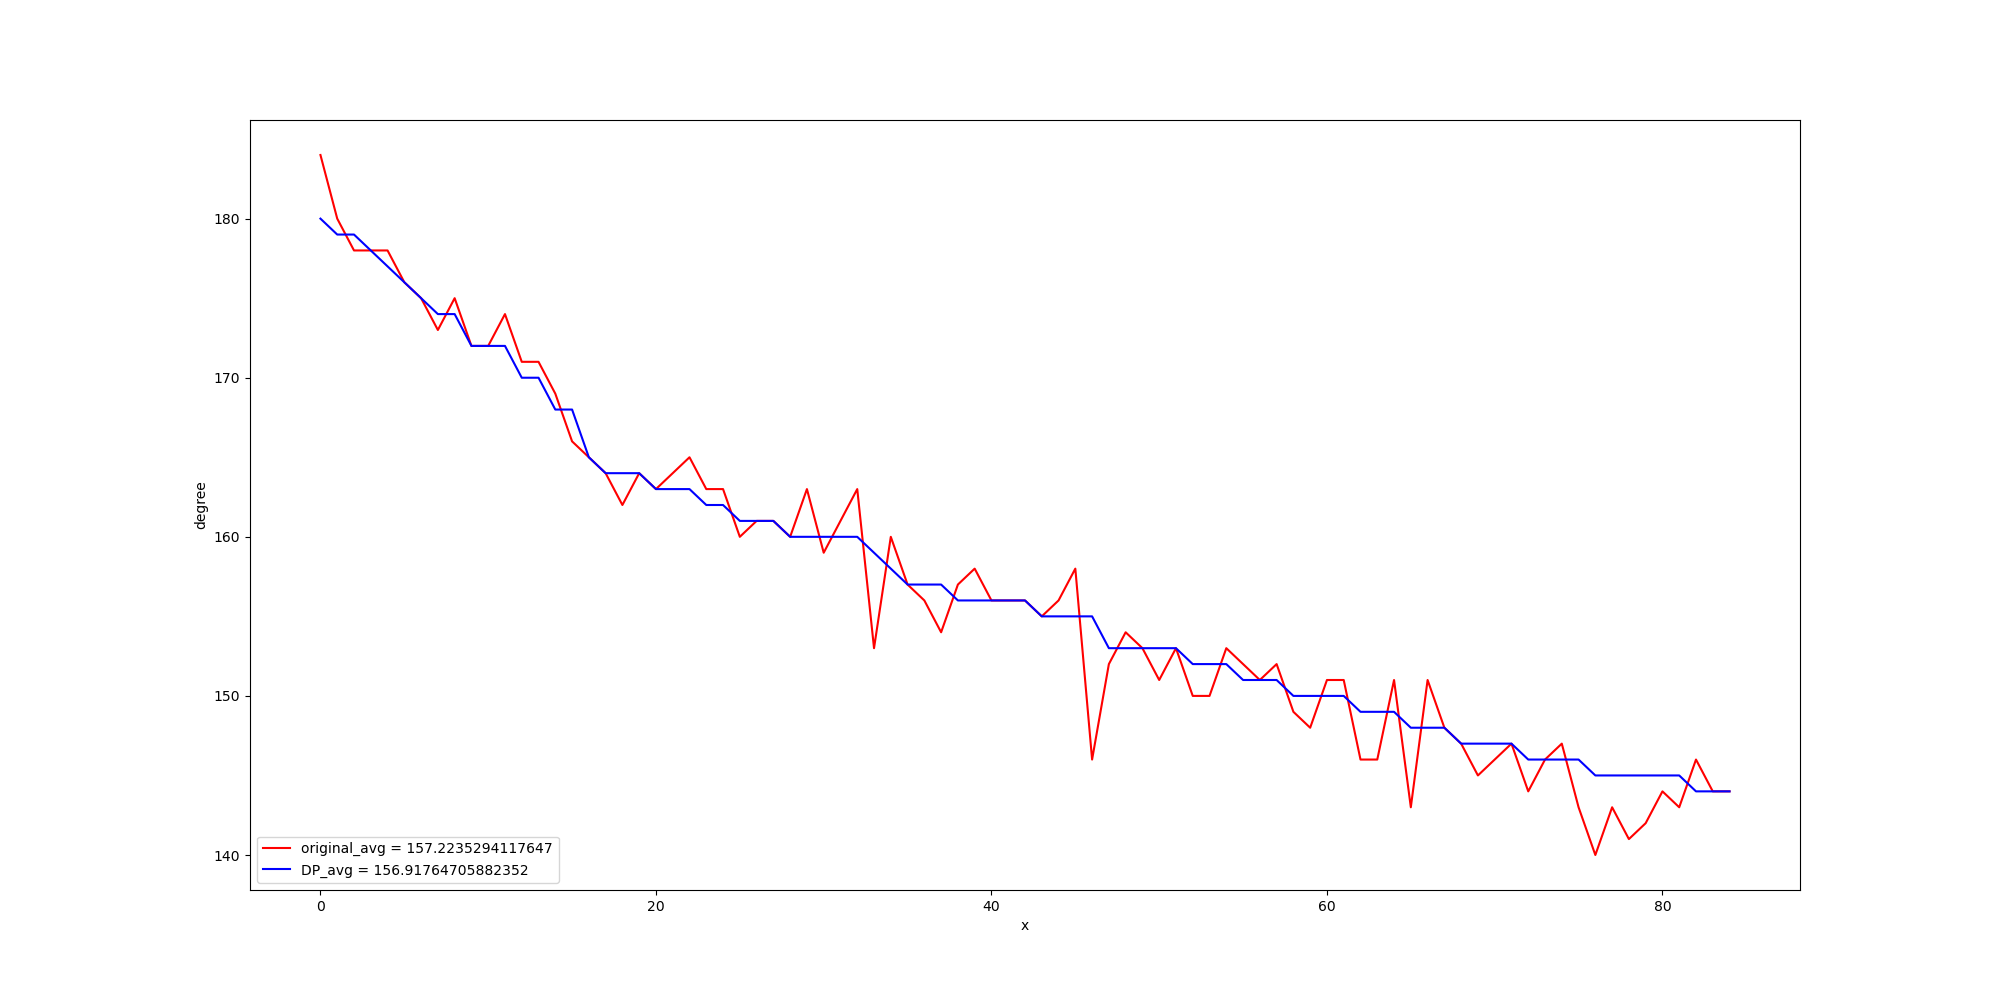 180
170
160
150
140
degree
0
20
40
60
80
x
original_avg = 157.2235294117647
DP_avg = 156.91764705882352